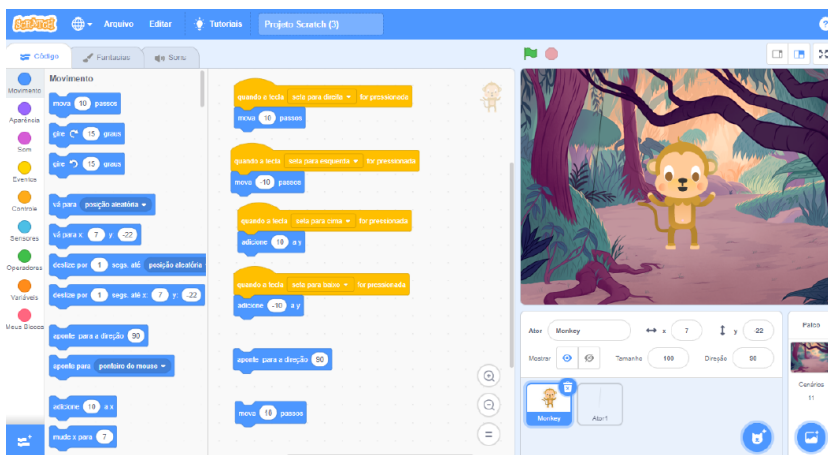 SCRATCH Arquivo Editar Tutoriais Projeto Scratch (3)
Código Fantasias Sons
Movimento
Movimento
Aparência
Som
Eventos
Controle
Sensores
Operadores
Variáveis
Meus Blocos
mova 10 passos
gire 15 graus
gire 15 graus
vá para posição aleatória
vá para x: 7 y: -22
deslize por 1 segs. até posição aleatória
deslize por 1 segs. até x: 7 y: -22
aponte para a direção 90
aponte para ponteiro do mouse
adicione 10 a x
mude x para 7
quando a tecla seta para direita for pressionada
mova 10 passos
quando a tecla seta para esquerda for pressionada
mova -10 passos
quando a tecla seta para cima for pressionada
adicione 10 a y
quando a tecla seta para baixo for pressionada
adicione -10 a y
aponte para a direção 90
mova 10 passos
Ator Monkey x 7 y -22
Mostrar Tamanho 100 Direção 90
Monkey
Ator1
Palco
Cenários
11